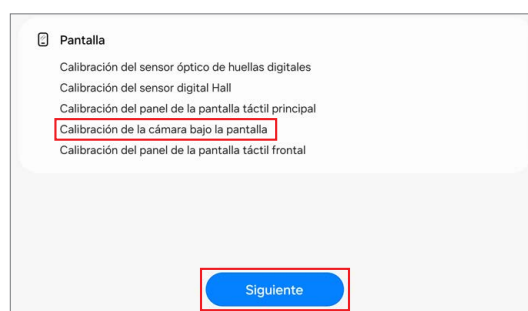 Pantalla
Calibración del sensor óptico de huellas digitales
Calibración del sensor digital Hall
Calibración del panel de la pantalla táctil principal
Calibración de la cámara bajo la pantalla
Calibración del panel de la pantalla táctil frontal
Siguiente